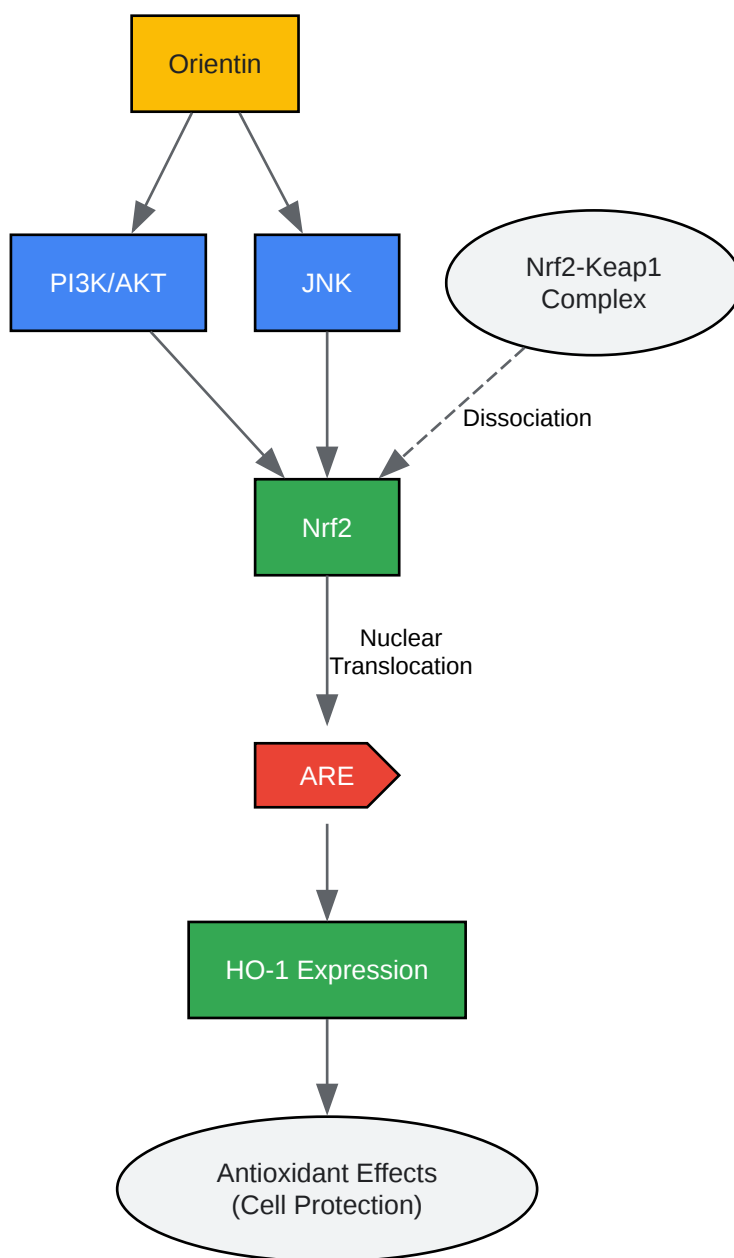 Orientin
PI3K/AKT
JNK
Nrf2-Keap1
Complex
Dissociation
Nrf2
Nuclear
Translocation
ARE
HO-1 Expression
Antioxidant Effects
(Cell Protection)